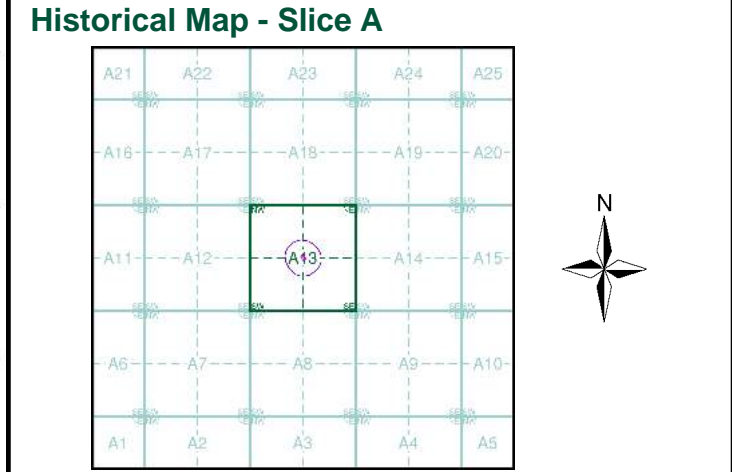 Historical Map - Slice A
A21 A22 A23 A24 A25
A16 A17 A18 A19 A20
N
A11 A12 A13 A14 A15
A6 A7 A8 A9 A10
A1 A2 A3 A4 A5